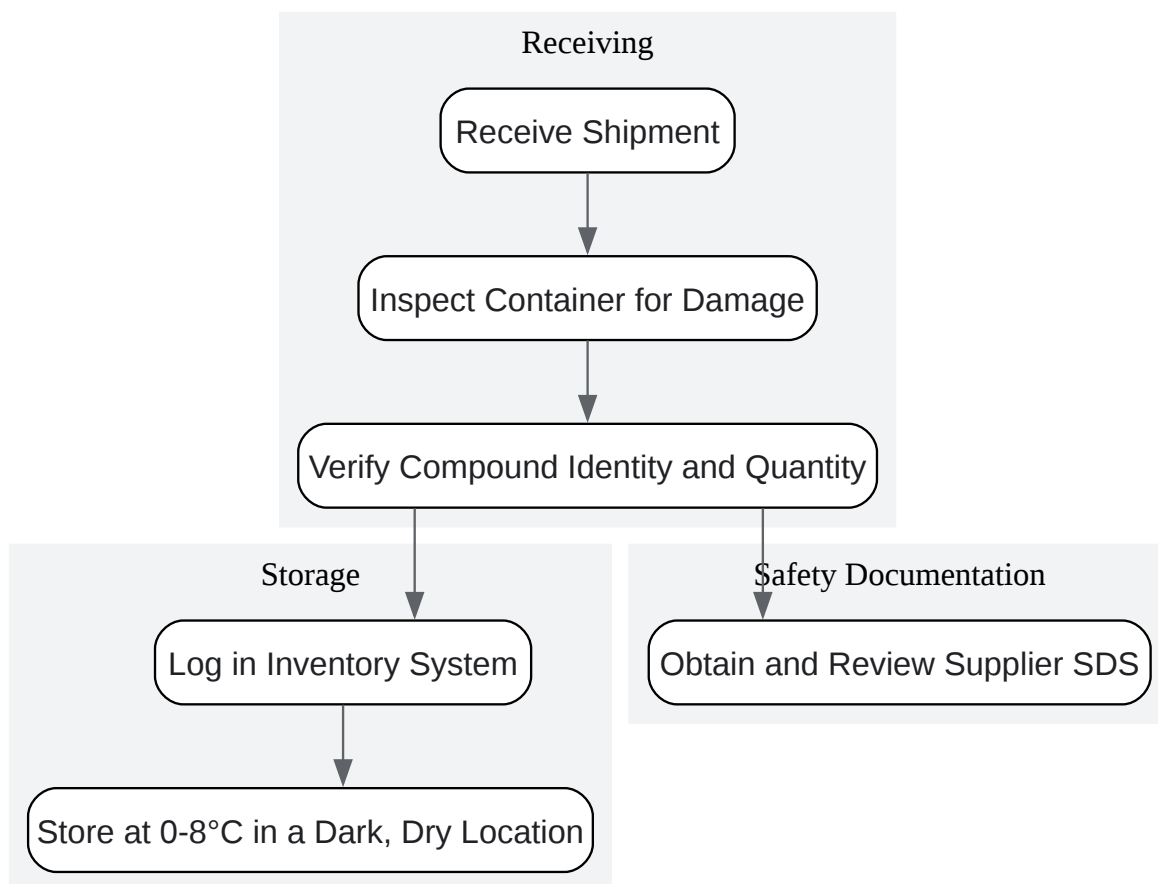 Receiving
Receive Shipment
Inspect Container for Damage
Verify Compound Identity and Quantity
Storage
Log in Inventory System
Store at 0-8°C in a Dark, Dry Location
Safety Documentation
Obtain and Review Supplier SDS